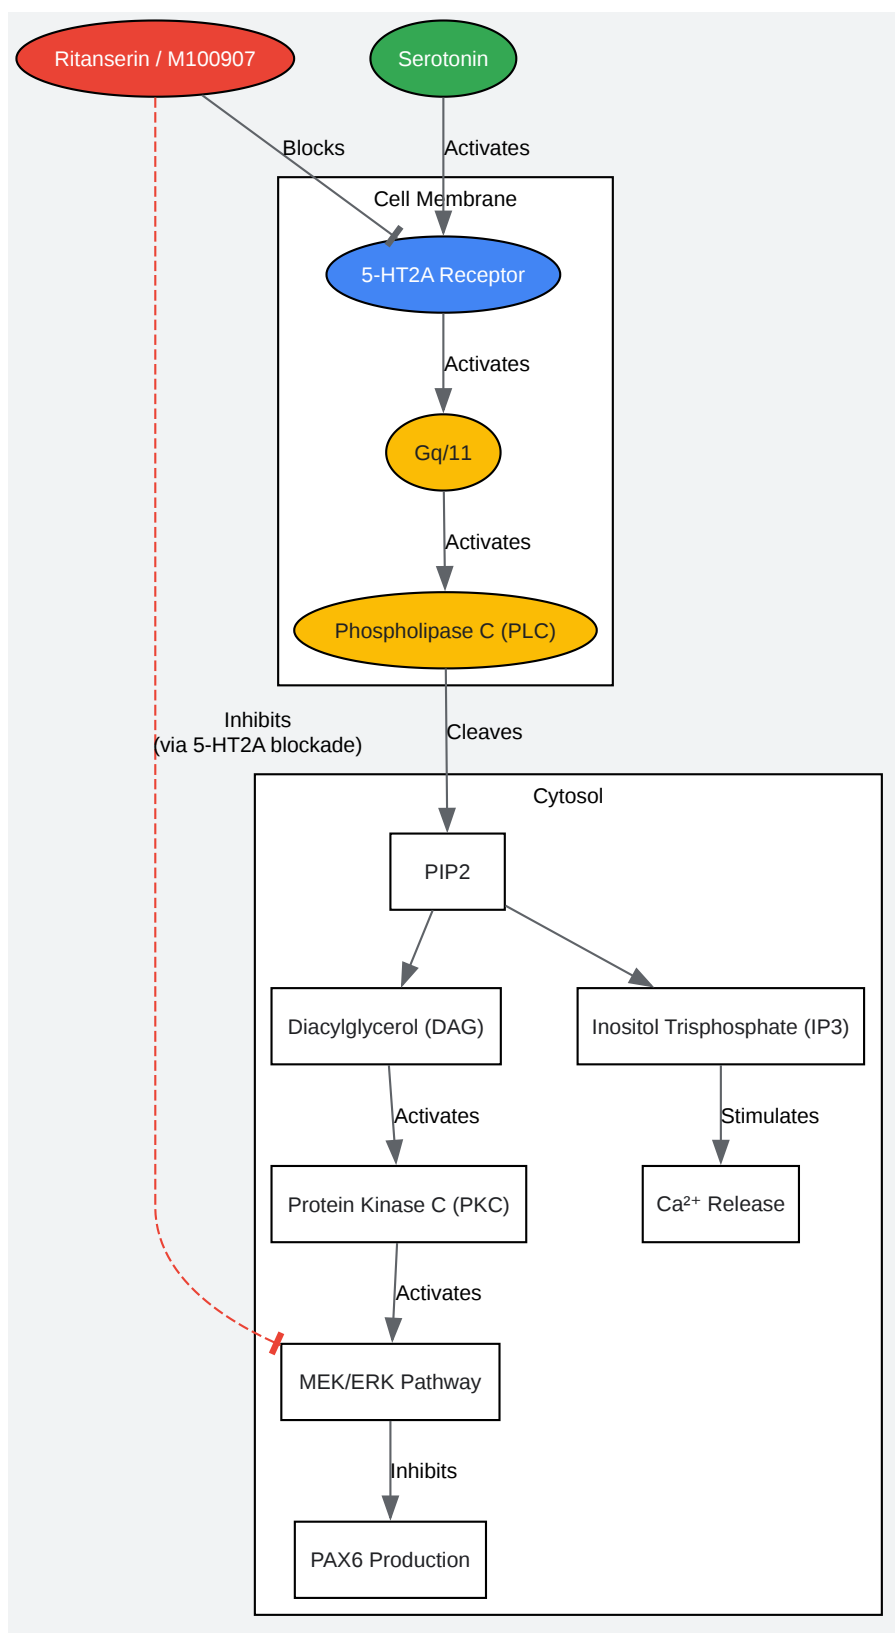 Ritanserin / M100907
Serotonin
Blocks
Activates
Cell Membrane
5-HT2A Receptor
Activates
Gq/11
Activates
Phospholipase C (PLC)
Inhibits
(via 5-HT2A blockade)
Cleaves
Cytosol
PIP2
Diacylglycerol (DAG)
Inositol Trisphosphate (IP3)
Activates
Stimulates
Protein Kinase C (PKC)
Ca²⁺ Release
Activates
MEK/ERK Pathway
Inhibits
PAX6 Production